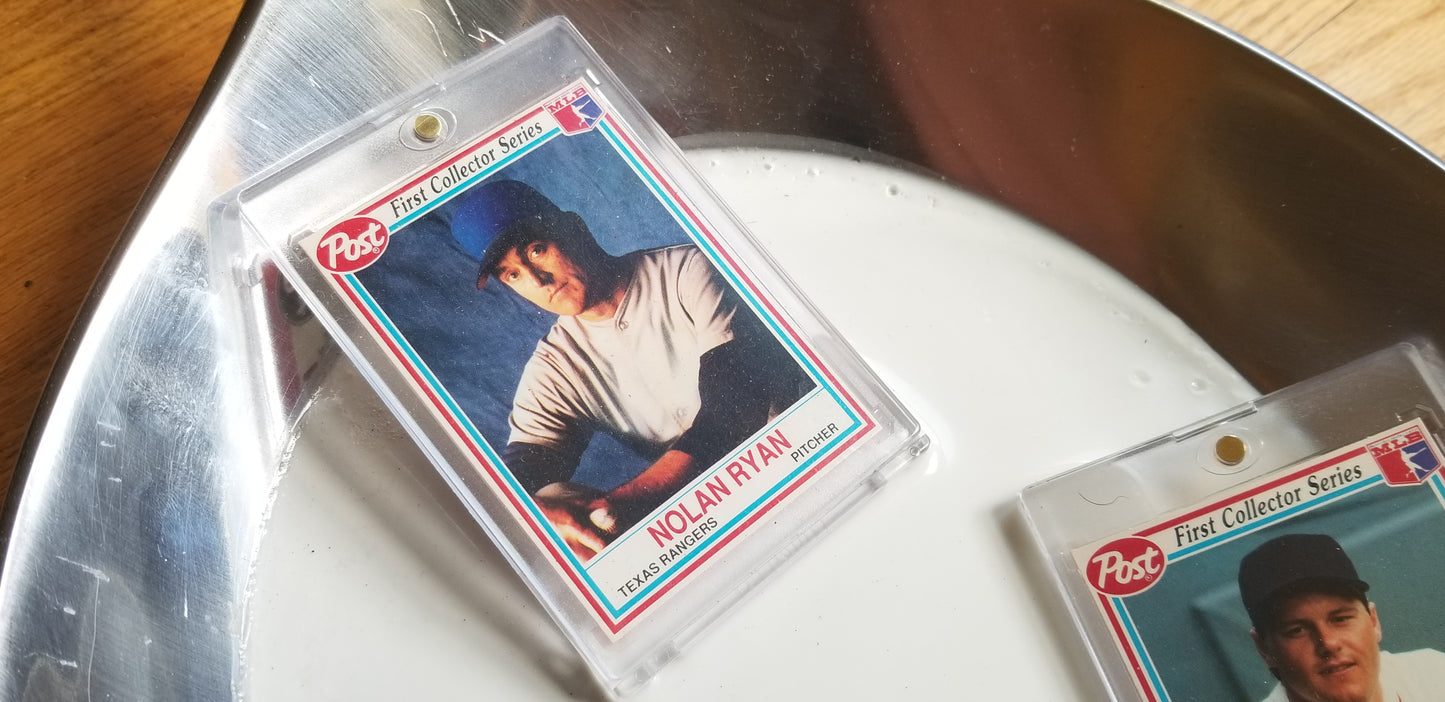 First Collector Series
MLB
Post
NOLAN RYAN
TEXAS RANGERS
PITCHER
First Collector Series
MLB
Post